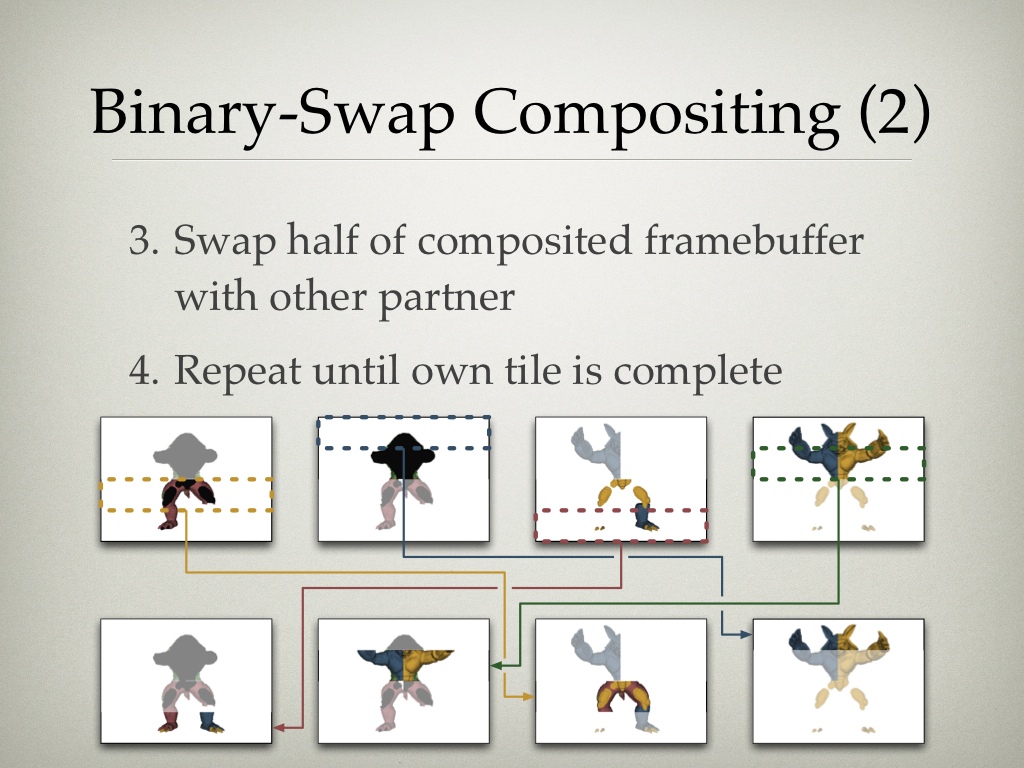 Binary-Swap Compositing (2)
3. Swap half of composited framebuffer
with other partner
4. Repeat until own tile is complete